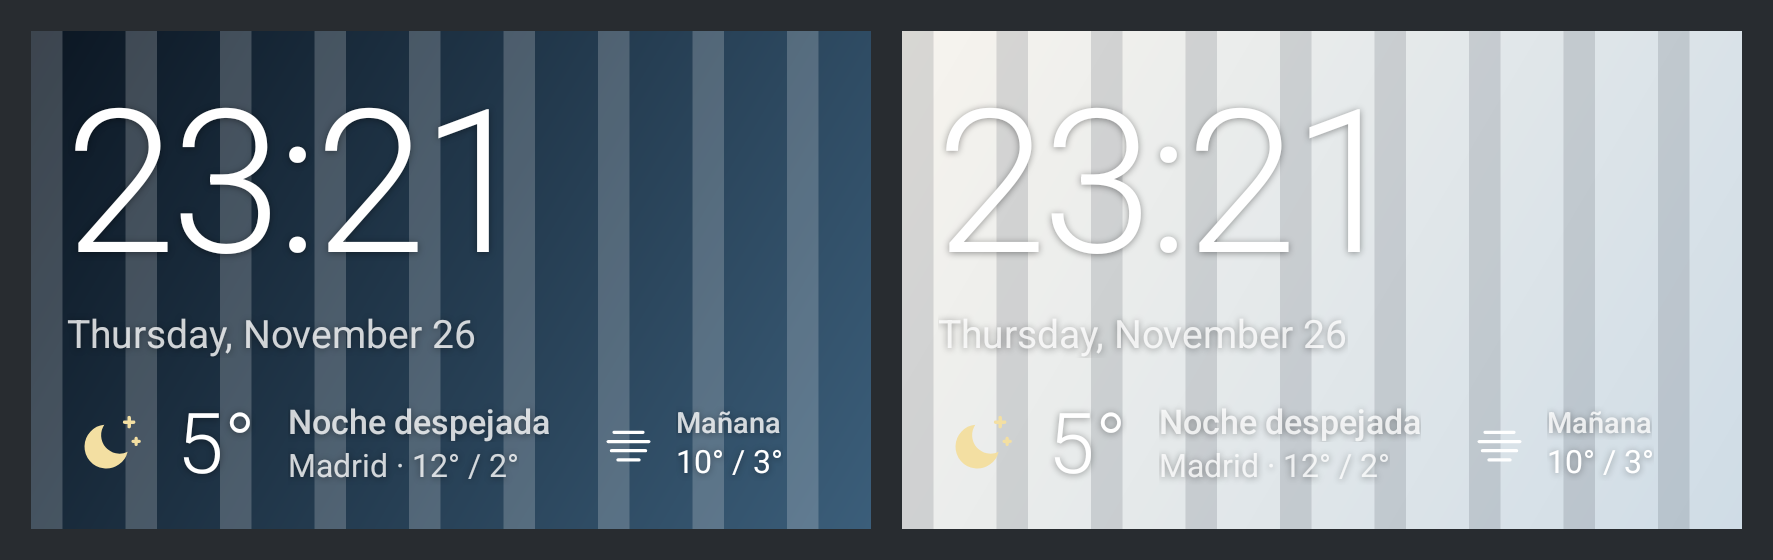 23:21
Thursday, November 26
5° Noche despejada
Madrid · 12° / 2°
Mañana
10° / 3°
23:21
Thursday, November 26
5° Noche despejada
Madrid · 12° / 2°
Mañana
10° / 3°